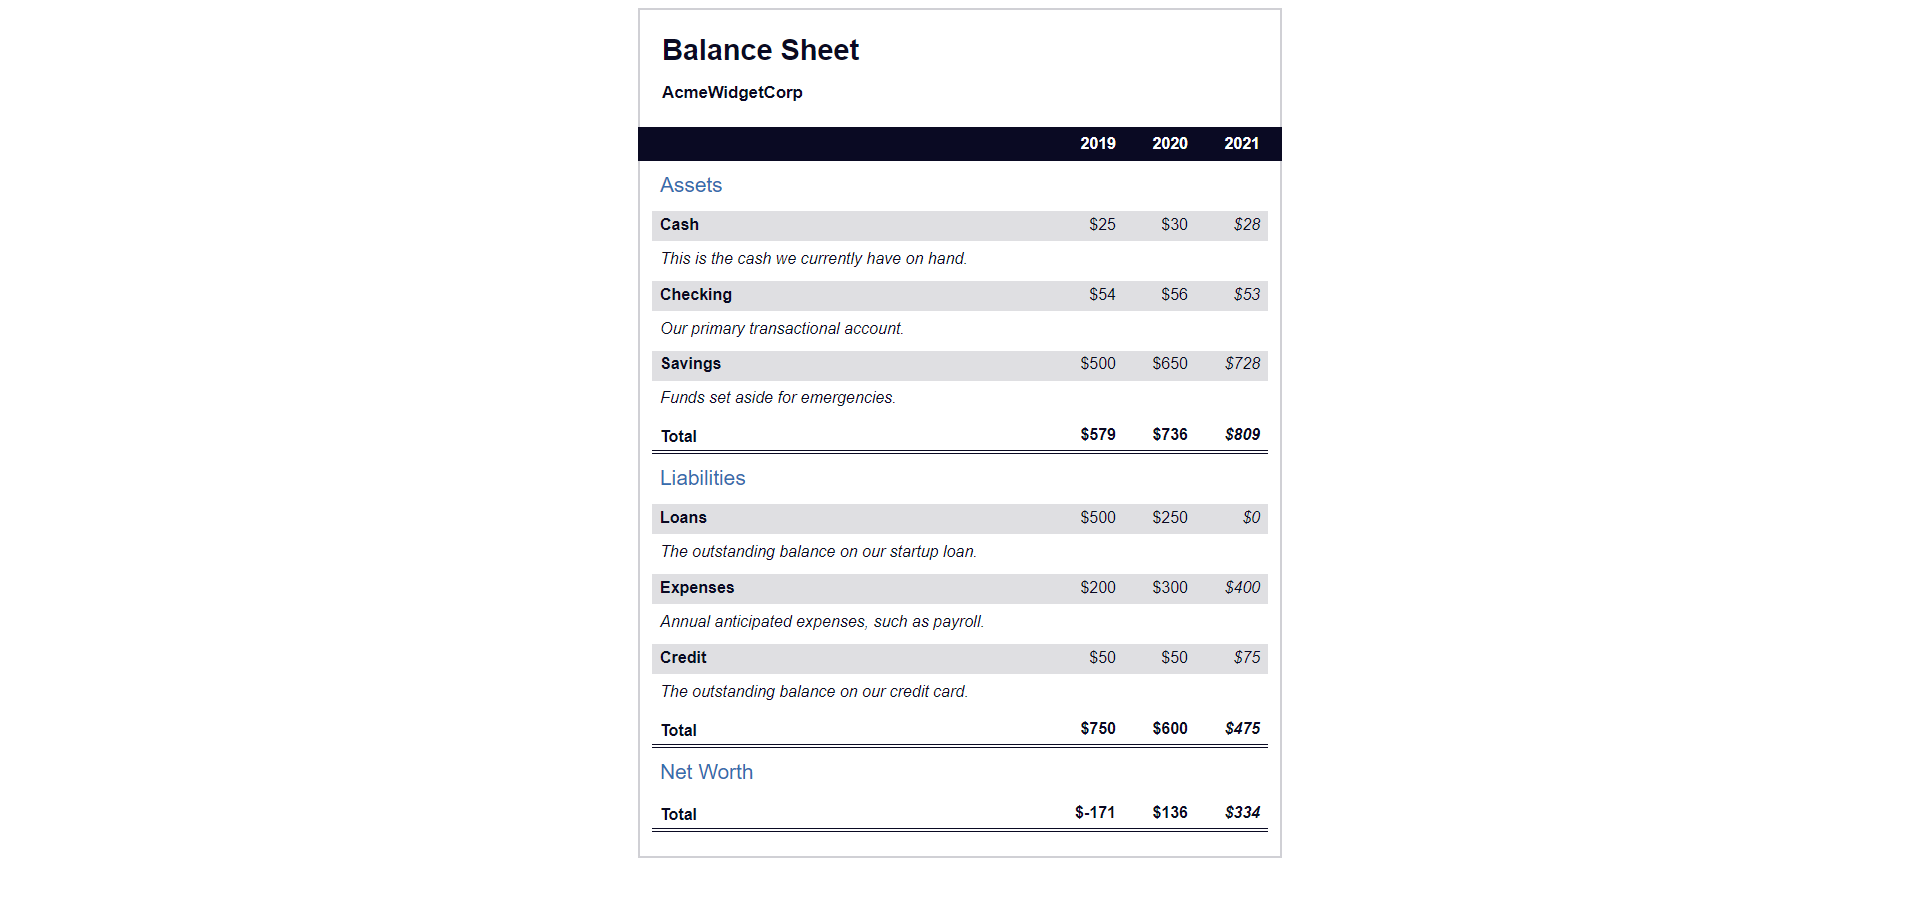 Balance Sheet
AcmeWidgetCorp
2019 2020 2021
Assets
Cash $25 $30 $28
This is the cash we currently have on hand.
Checking $54 $56 $53
Our primary transactional account.
Savings $500 $650 $728
Funds set aside for emergencies.
Total $579 $736 $809
Liabilities
Loans $500 $250 $0
The outstanding balance on our startup loan.
Expenses $200 $300 $400
Annual anticipated expenses, such as payroll.
Credit $50 $50 $75
The outstanding balance on our credit card.
Total $750 $600 $475
Net Worth
Total $-171 $136 $334